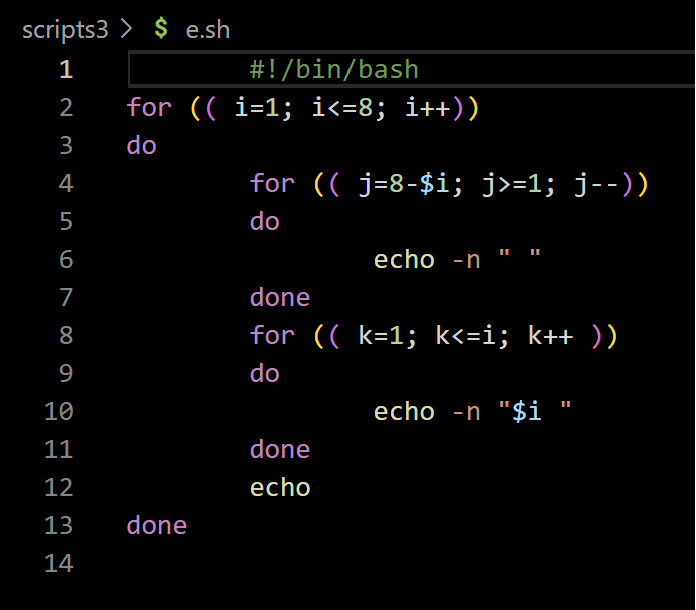 scripts3 > $ e.sh
1 #!/bin/bash
2 for (( i=1; i<=8; i++))
3 do
4 for (( j=8-$i; j>=1; j--))
5 do
6 echo -n " "
7 done
8 for (( k=1; k<=i; k++ ))
9 do
10 echo -n "$i "
11 done
12 echo
13 done
14